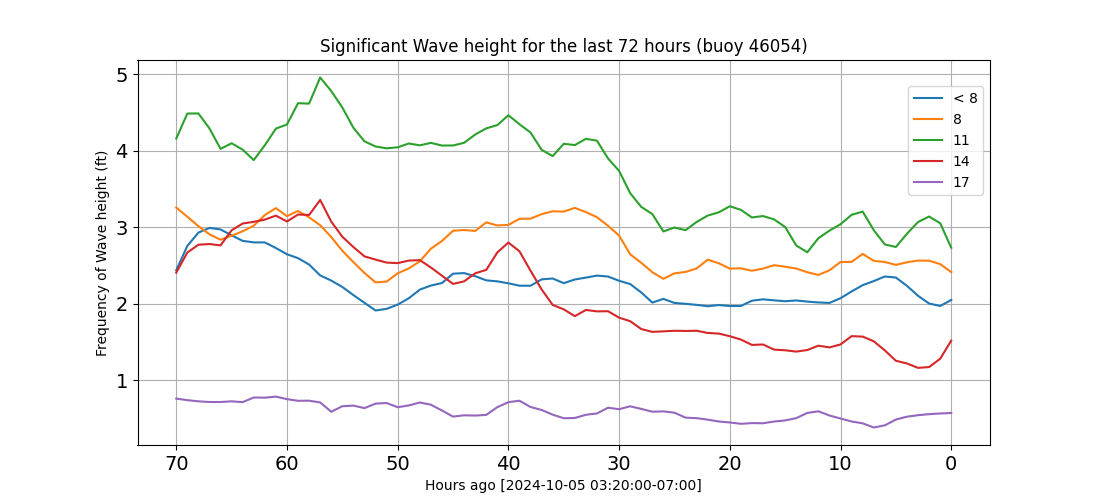 Significant Wave height for the last 72 hours (buoy 46054)
Frequency of Wave height (ft)
5
4
3
2
1
< 8
8
11
14
17
70 60 50 40 30 20 10 0
Hours ago [2024-10-05 03:20:00-07:00]